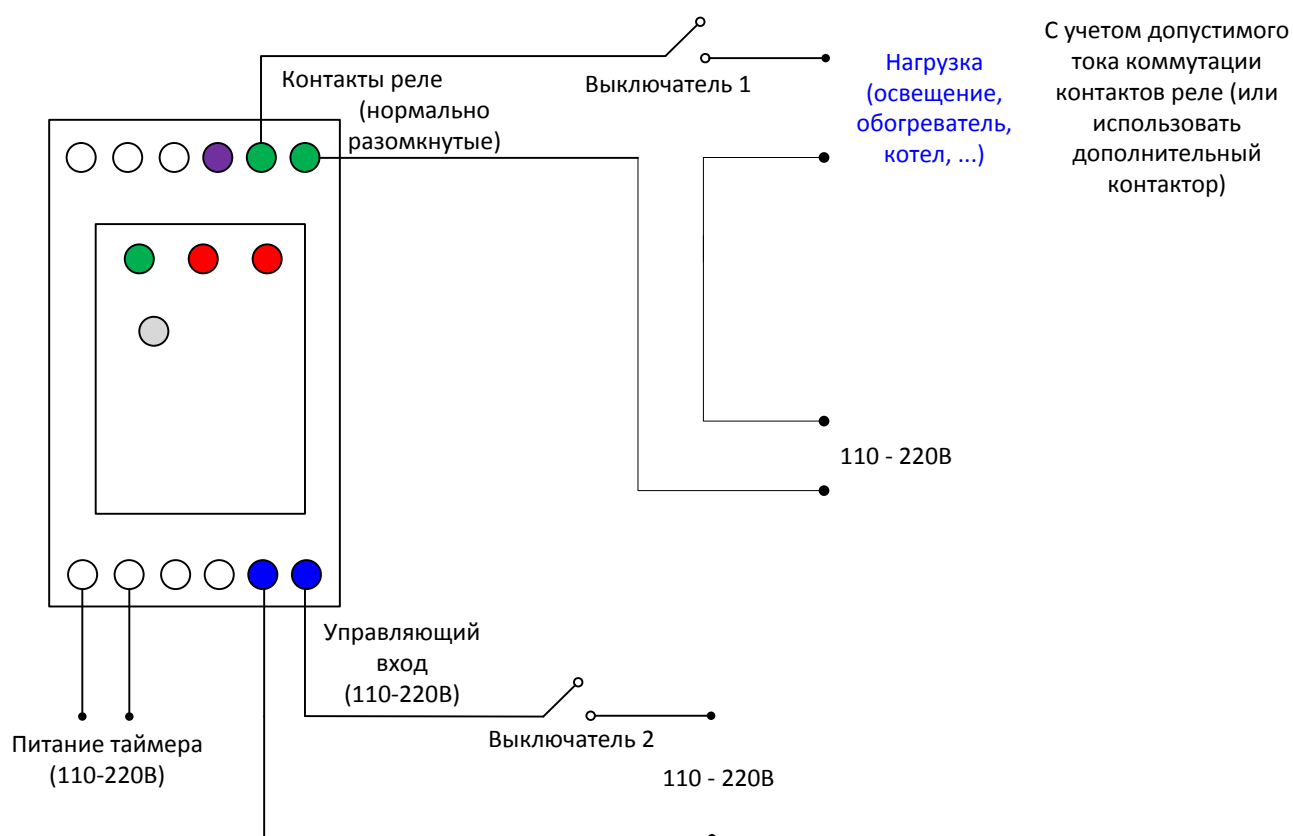 Контакты реле
(нормально
разомкнутые)
Выключатель 1
Нагрузка
(освещение,
обогреватель,
котел, ...)
С учетом допустимого
тока коммутации
контактов реле (или
использовать
дополнительный
контактор)
110 - 220В
Управляющий
вход
(110-220В)
Выключатель 2
Питание таймера
(110-220В)
110 - 220В